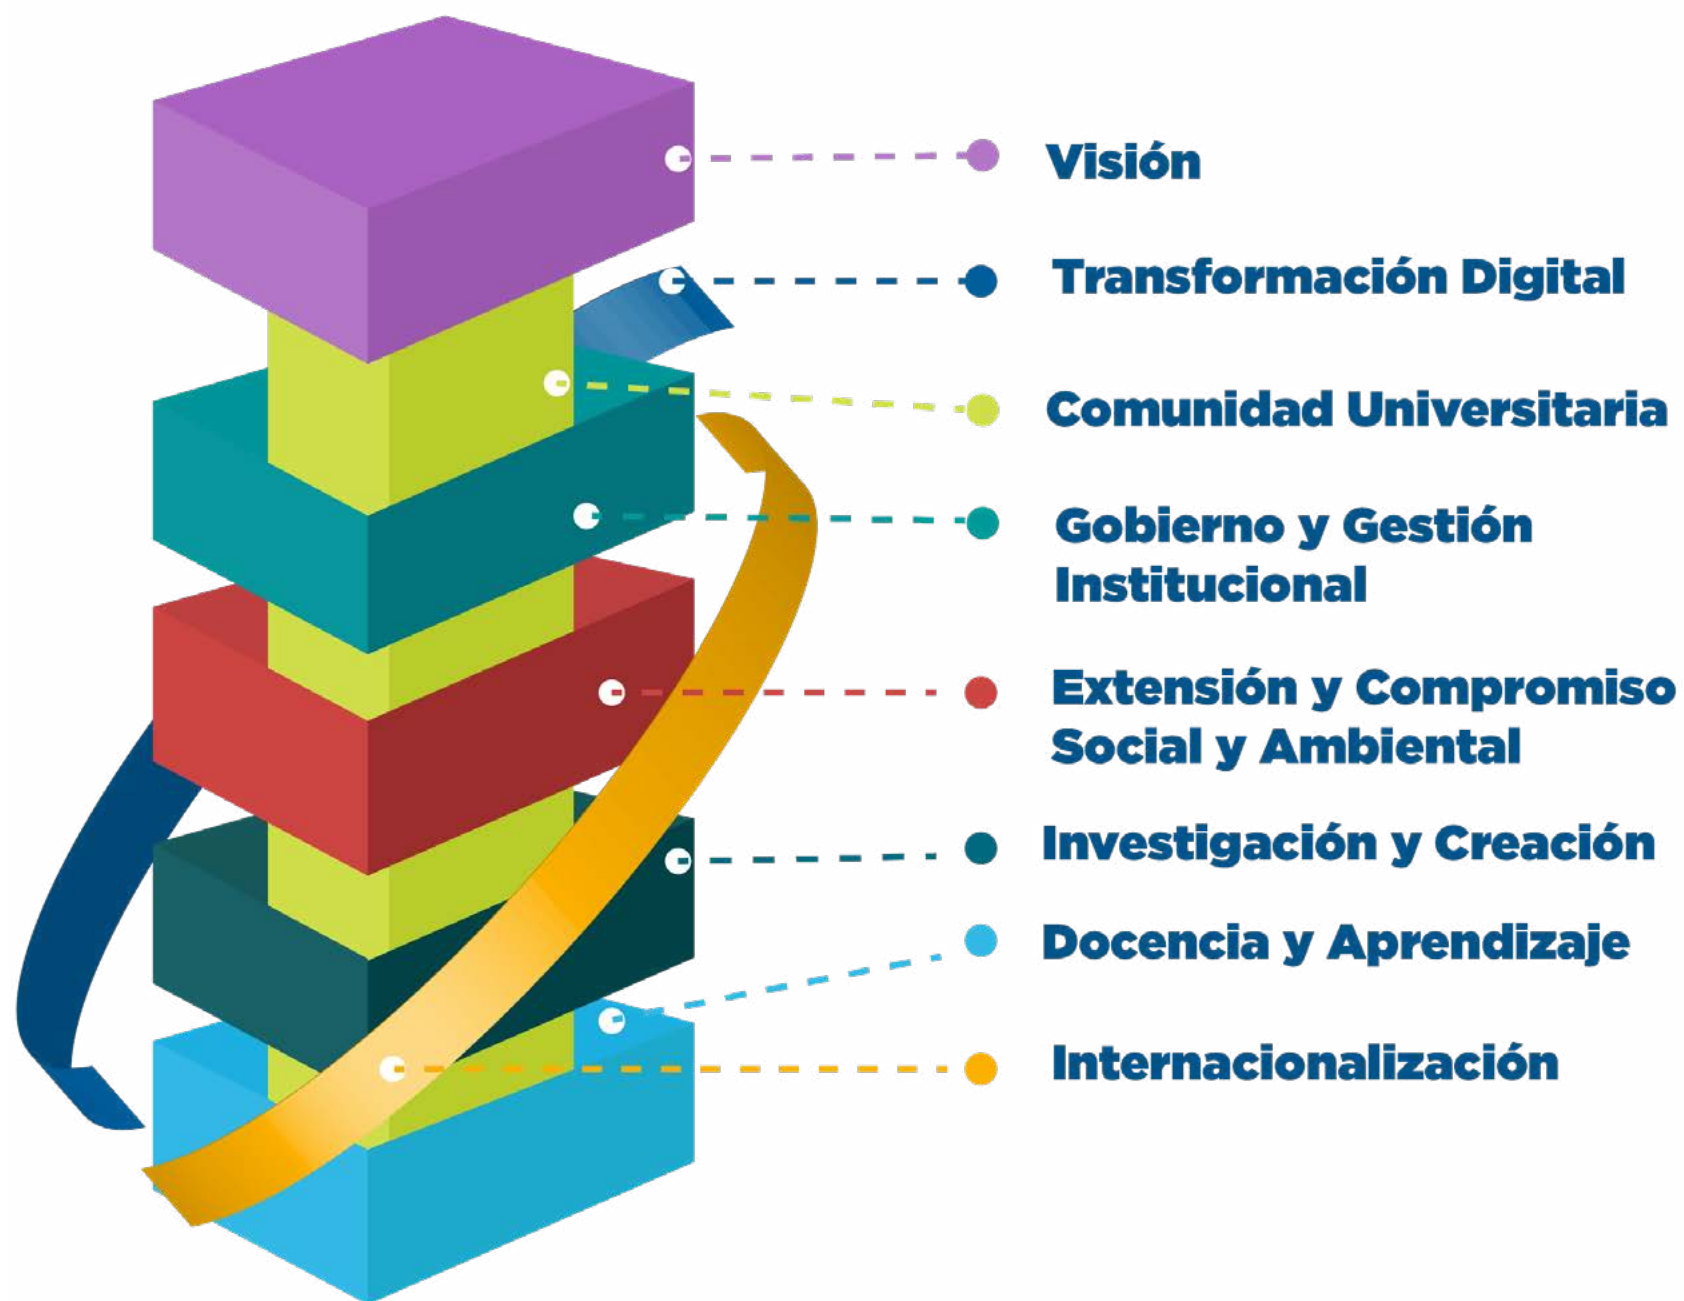 Visión
Transformación Digital
Comunidad Universitaria
Gobierno y Gestión
Institucional
Extensión y Compromiso
Social y Ambiental
Investigación y Creación
Docencia y Aprendizaje
Internacionalización